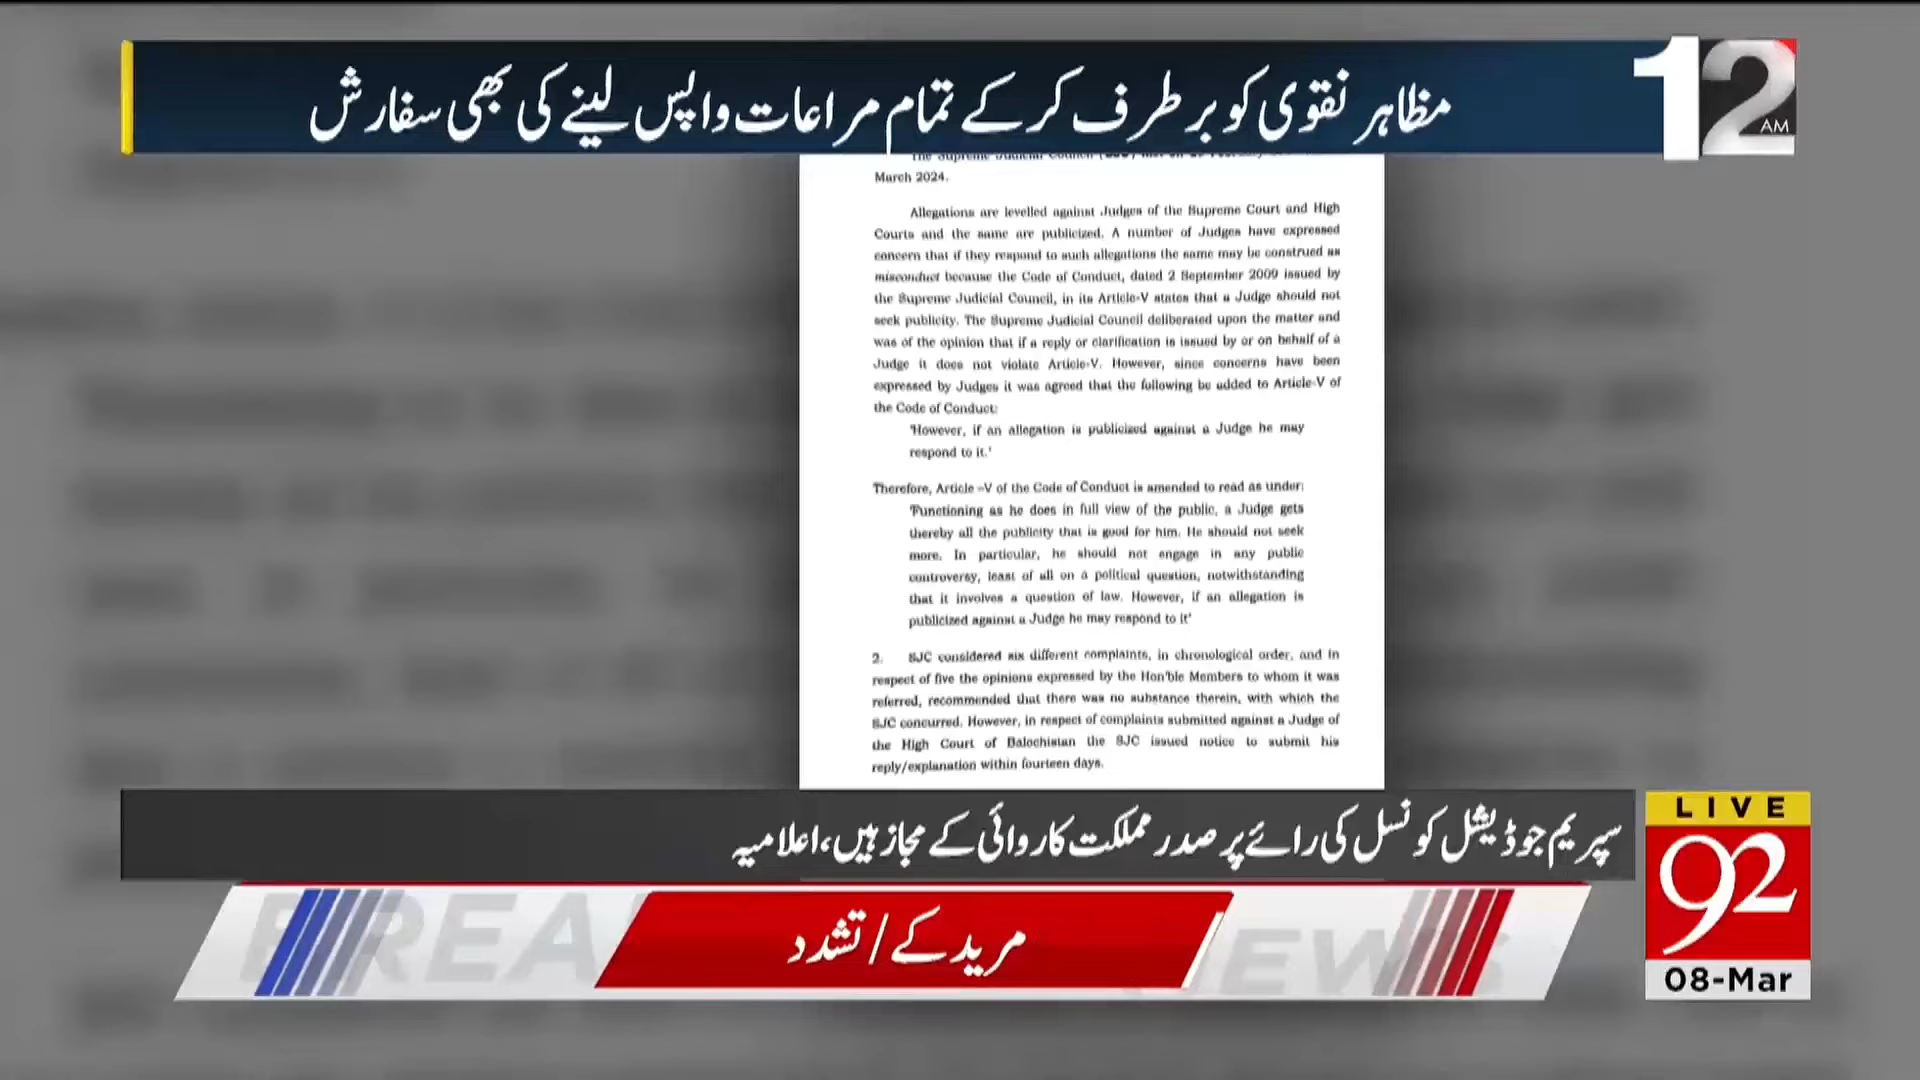 مظاہر نقوی کو برطرف کر کے تمام مراعات واپس لینے کی بھی سفارش
12
AM
March 2024.
Allegations are levelled against Judges of the Supreme Court and High
Courts and the same are publicized. A number of Judges have expressed
concern that if they respond to such allegations the same may be construed as
misconduct because the Code of Conduct, dated 2 September 2009 issued by
the Supreme Judicial Council, in its Article-V states that a Judge should not
seek publicity. The Supreme Judicial Council deliberated upon the matter and
was of the opinion that if a reply or clarification is issued by or on behalf of a
Judge it does not violate Article-V. However, since concerns have been
expressed by Judges it was agreed that the following be added to Article-V of
the Code of Conduct:
'However, if an allegation is publicized against a Judge he may
respond to it.'
Therefore, Article -V of the Code of Conduct is amended to read as under:
'Functioning as he does in full view of the public, a Judge gets
thereby all the publicity that is good for him. He should not seek
more. In particular, he should not engage in any public
controversy, least of all on a political question, notwithstanding
that it involves a question of law. However, if an allegation is
publicized against a Judge he may respond to it'
2. SJC considered six different complaints, in chronological order, and in
respect of five the opinions expressed by the Hon'ble Members to whom it was
referred, recommended that there was no substance therein, with which the
SJC concurred. However, in respect of complaints submitted against a Judge of
the High Court of Balochistan the SJC issued notice to submit his
reply/explanation within fourteen days.
سپریم جوڈیشل کونسل کی رائے پر صدر مملکت کاروائی کے مجاز ہیں، اعلامیہ
LIVE
92
08-Mar
مریدکے/تشدد